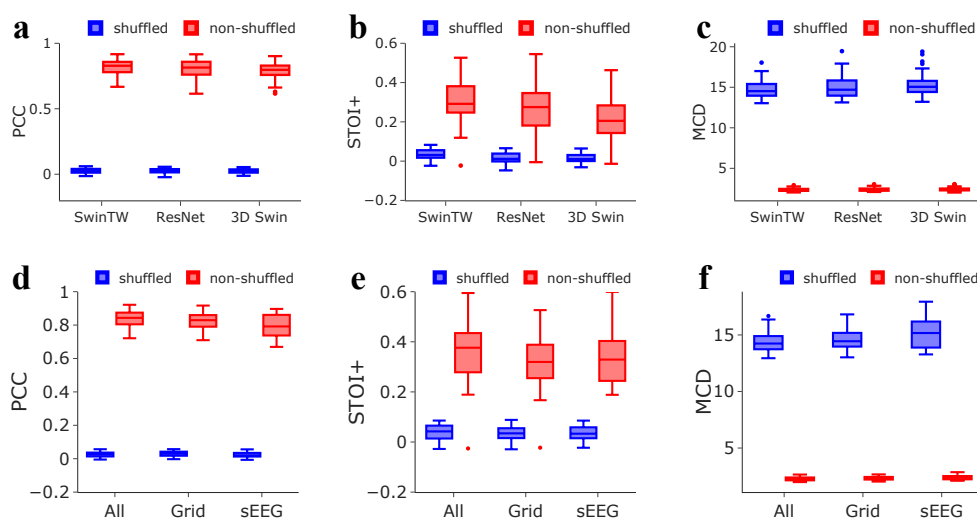 a
shuffled non-shuffled
1
0.5
0
PCC
SwinTW ResNet 3D Swin
b
shuffled non-shuffled
0.6
0.4
0.2
0
−0.2
STOI+
SwinTW ResNet 3D Swin
c
shuffled non-shuffled
20
15
10
5
MCD
SwinTW ResNet 3D Swin
d
shuffled non-shuffled
1
0.8
0.6
0.4
0.2
0
−0.2
PCC
All Grid sEEG
e
shuffled non-shuffled
0.6
0.4
0.2
0
−0.2
STOI+
All Grid sEEG
f
shuffled non-shuffled
15
10
5
MCD
All Grid sEEG